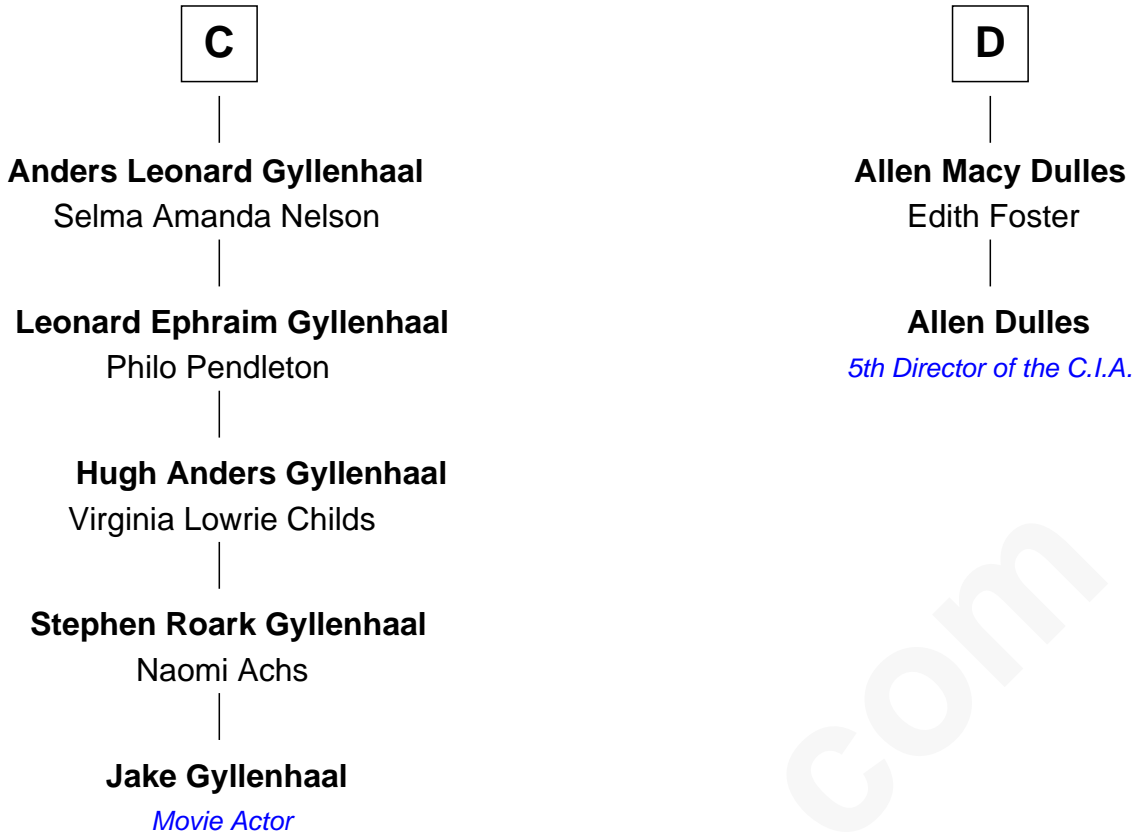 C
Anders Leonard Gyllenhaal
Selma Amanda Nelson
Leonard Ephraim Gyllenhaal
Philo Pendleton
Hugh Anders Gyllenhaal
Virginia Lowrie Childs
Stephen Roark Gyllenhaal
Naomi Achs
Jake Gyllenhaal
Movie Actor
D
Allen Macy Dulles
Edith Foster
Allen Dulles
5th Director of the C.I.A.
com